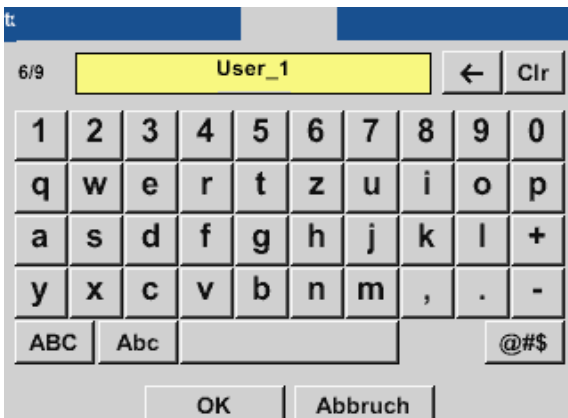 t
6/9 User_1 ← Clr
1 2 3 4 5 6 7 8 9 0
q w e r t z u i o p
a s d f g h j k l +
y x c v b n m , . -
ABC Abc @#$
OK Abbruch